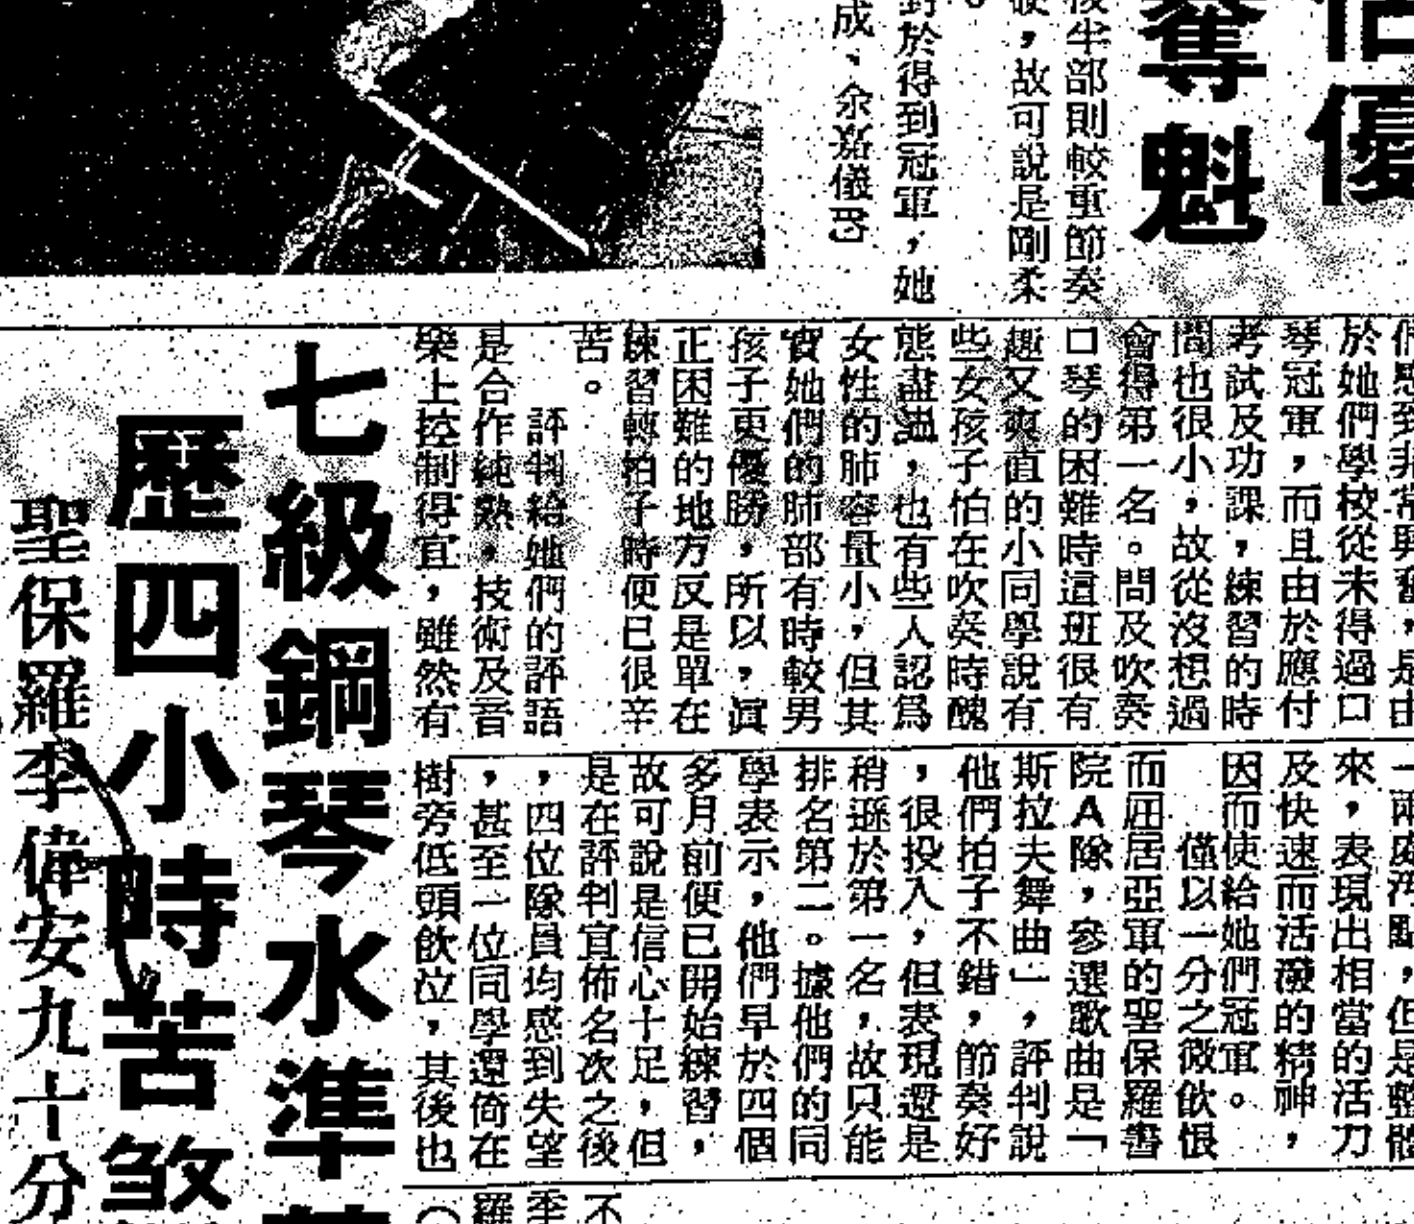 佔優
奪魁
後半部則較重節奏
硬，故可說是剛柔
。
對於得到冠軍，她
成、余嘉儀
們感到非常興奮，是由
於她們學校從未得過口
琴冠軍，而且由於應付
考試及功課，練習的時
間也很小，故從沒想過
會得第一名。問及吹奏
口琴的困難時這班很有
趣又爽直的小同學說有
些女孩子怕在吹奏時醜
態盡露，也有些人認爲
女性的肺容量小，但其
實她們的肺部有時較男
孩子更優勝，所以，眞
正困難的地方反是單在
練習轉拍子時便已很辛
苦。
評判給她們的評語
是合作純熟，技術及音
樂上控制得宜，雖然有
一兩處汚點，但是整體
來，表現出相當的活力
及快速而活潑的精神，
因而使給她們冠軍。
僅以一分之微飲恨
而屈居亞軍的聖保羅書
院A隊，參選歌曲是「
斯拉夫舞曲」，評判說
他們拍子不錯，節奏好
，很投入，但表現還是
稍遜於第一名，故只能
排名第二。據他們的同
學表示，他們早於四個
多月前便已開始練習，
故可說是信心十足，但
是在評判宣佈名次之後
，四位隊員均感到失望
，甚至一位同學還倚在
樹旁低頭飲泣，其後也
七級鋼琴水準
歷四小時苦
聖保羅李偉安九十分
不
季
羅